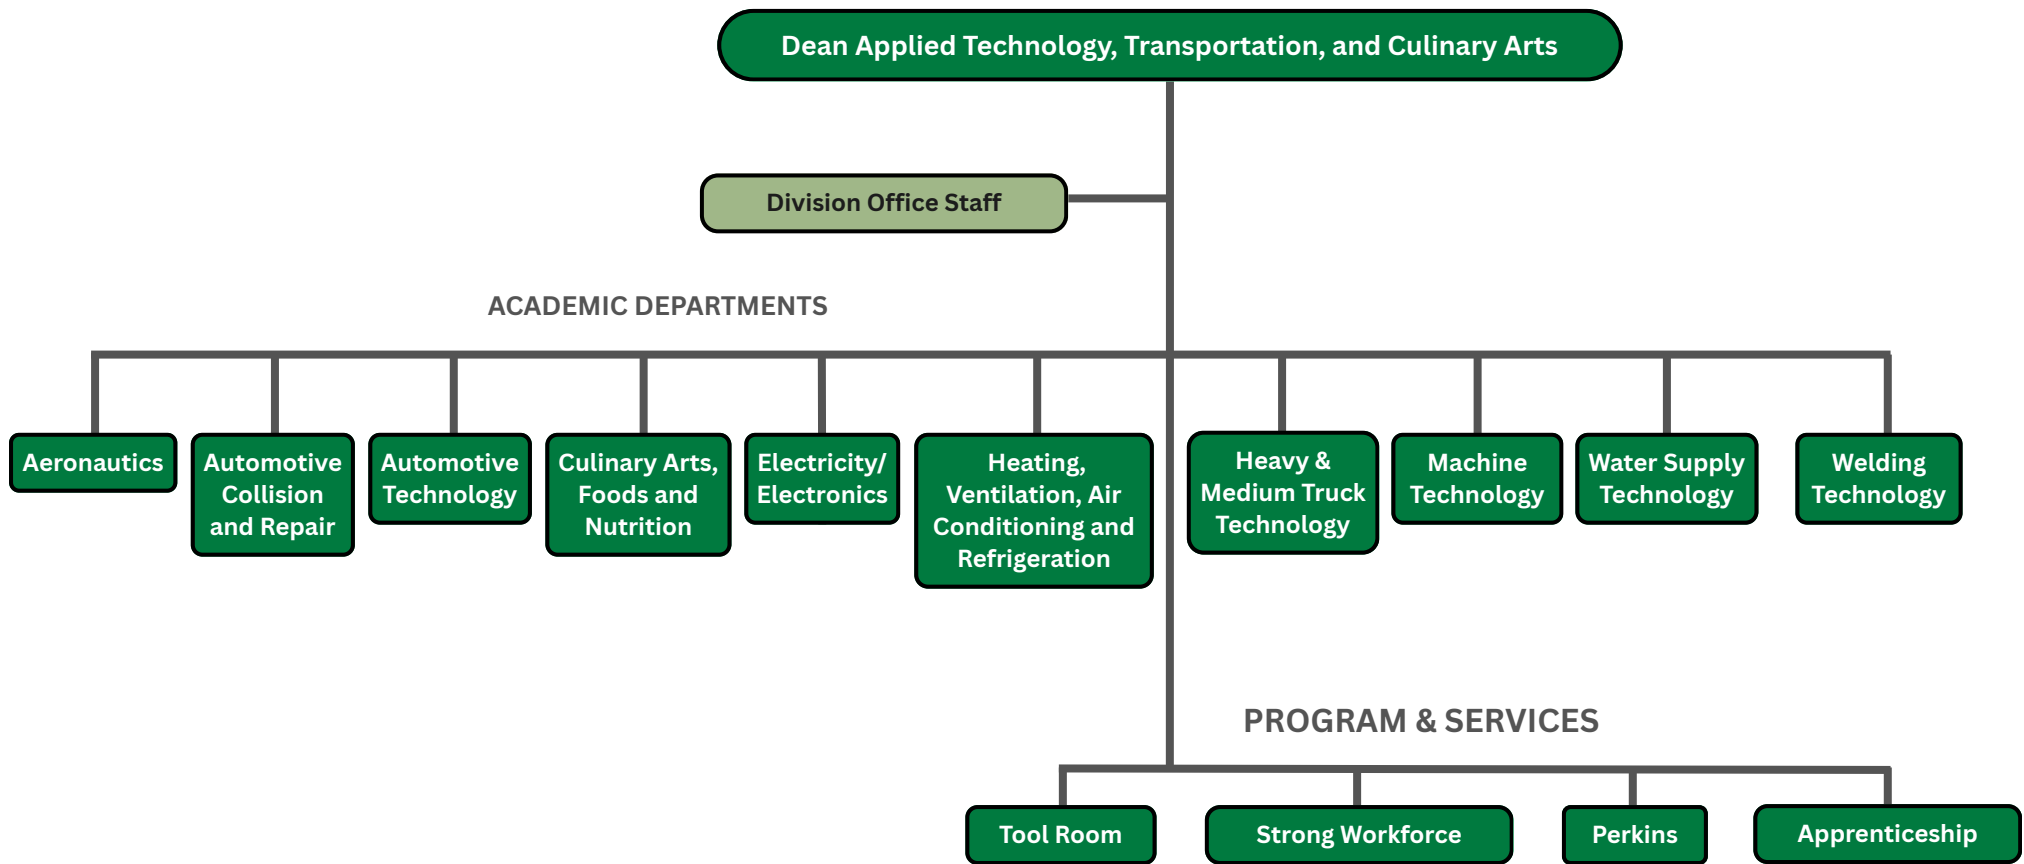 Dean Applied Technology, Transportation, and Culinary Arts
Division Office Staff
ACADEMIC DEPARTMENTS
Aeronautics
Automotive
Collision
and Repair
Automotive
Technology
Culinary Arts,
Foods and
Nutrition
Electricity/
Electronics
Heating,
Ventilation, Air
Conditioning and
Refrigeration
Heavy &
Medium Truck
Technology
Machine
Technology
Water Supply
Technology
Welding
Technology
PROGRAM & SERVICES
Tool Room
Strong Workforce
Perkins
Apprenticeship